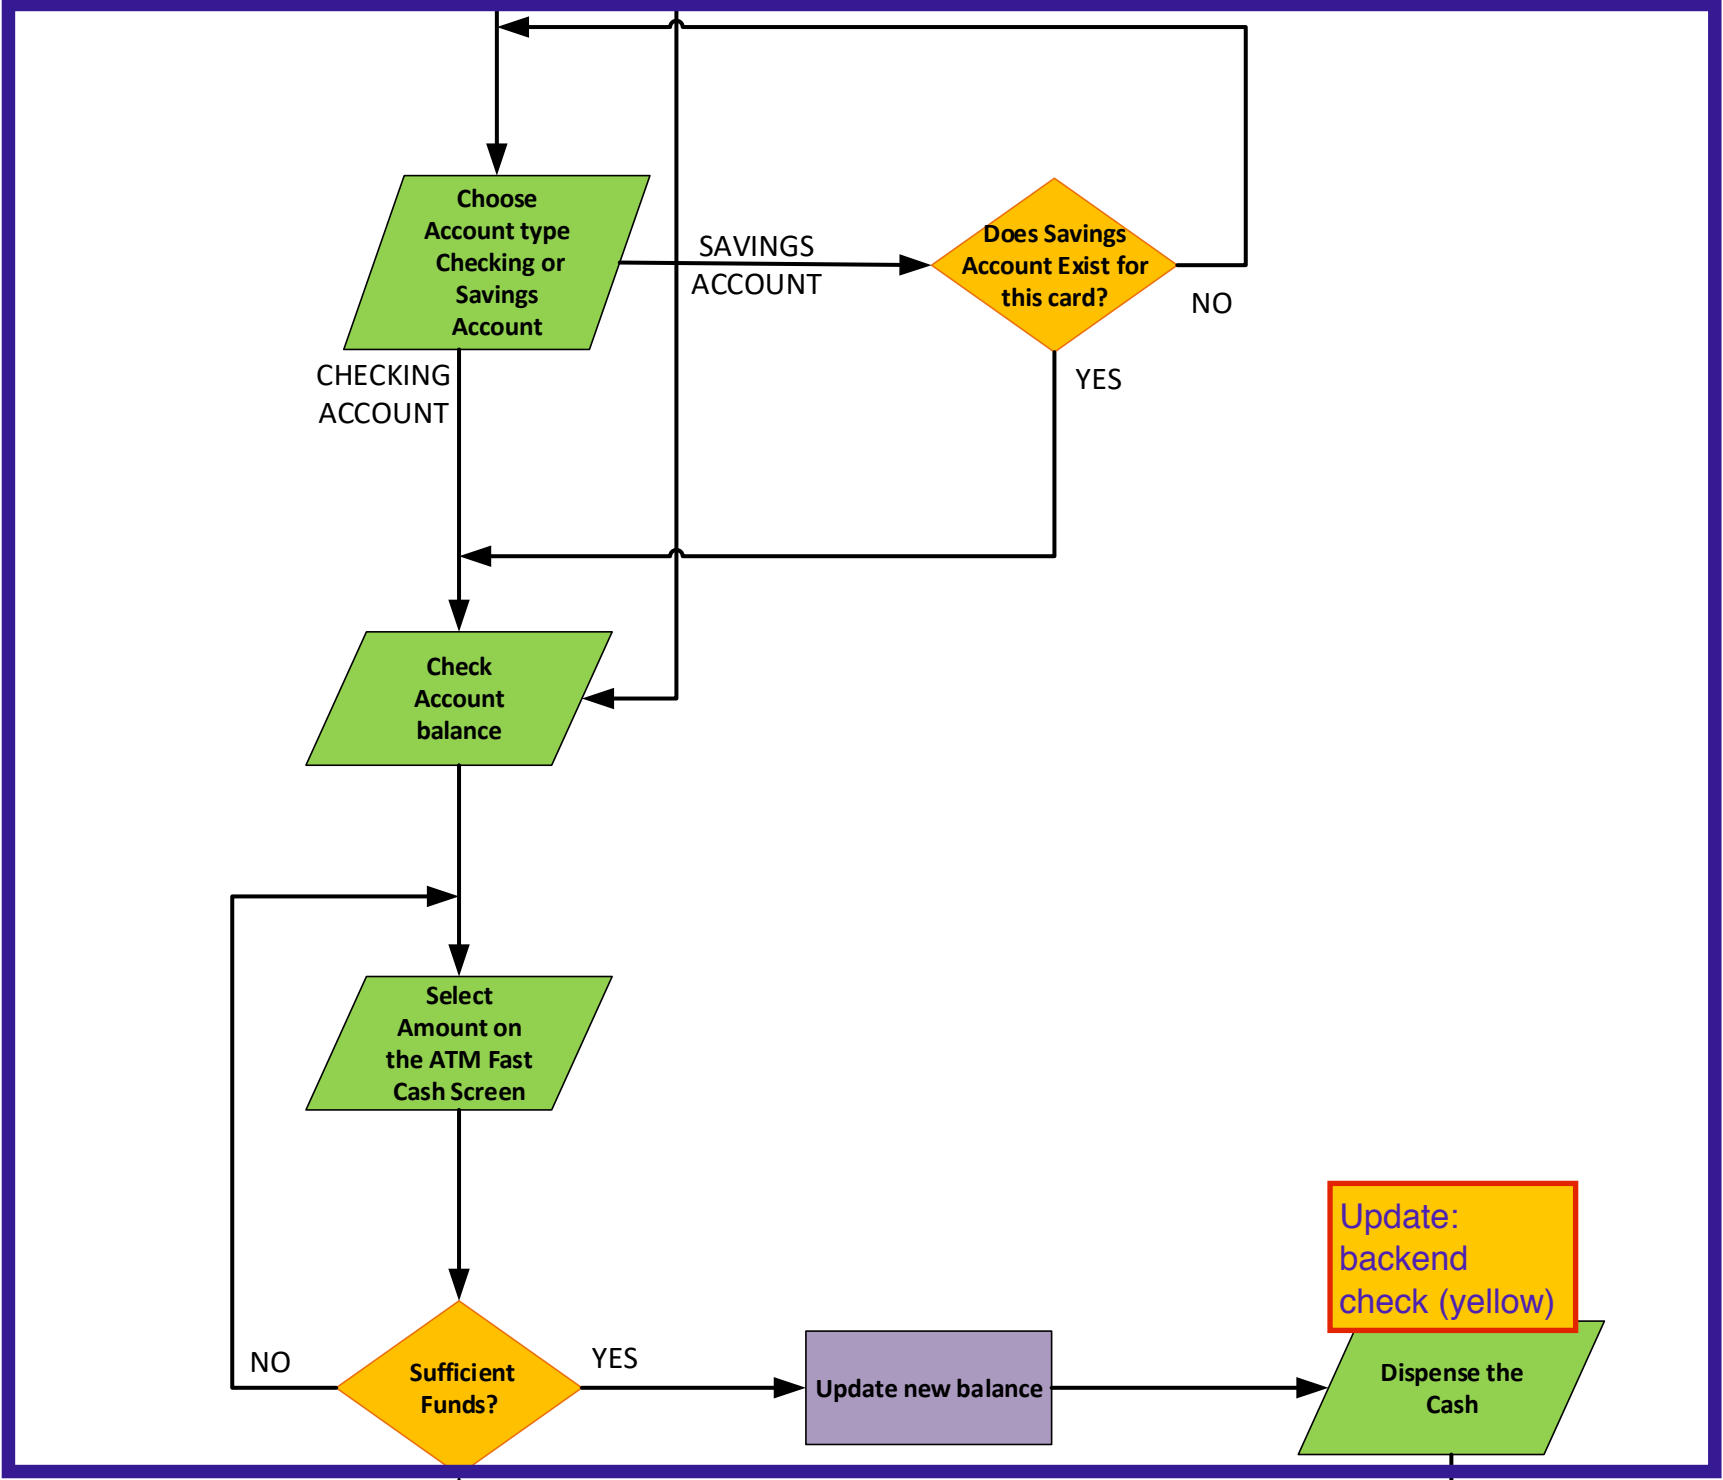 Choose
Account type
Checking or
Savings
Account
SAVINGS
ACCOUNT
Does Savings
Account Exist for
this card?
NO
YES
CHECKING
ACCOUNT
Check
Account
balance
Select
Amount on
the ATM Fast
Cash Screen
Update:
backend
check (yellow)
NO
Sufficient
Funds?
YES
Update new balance
Dispense the
Cash